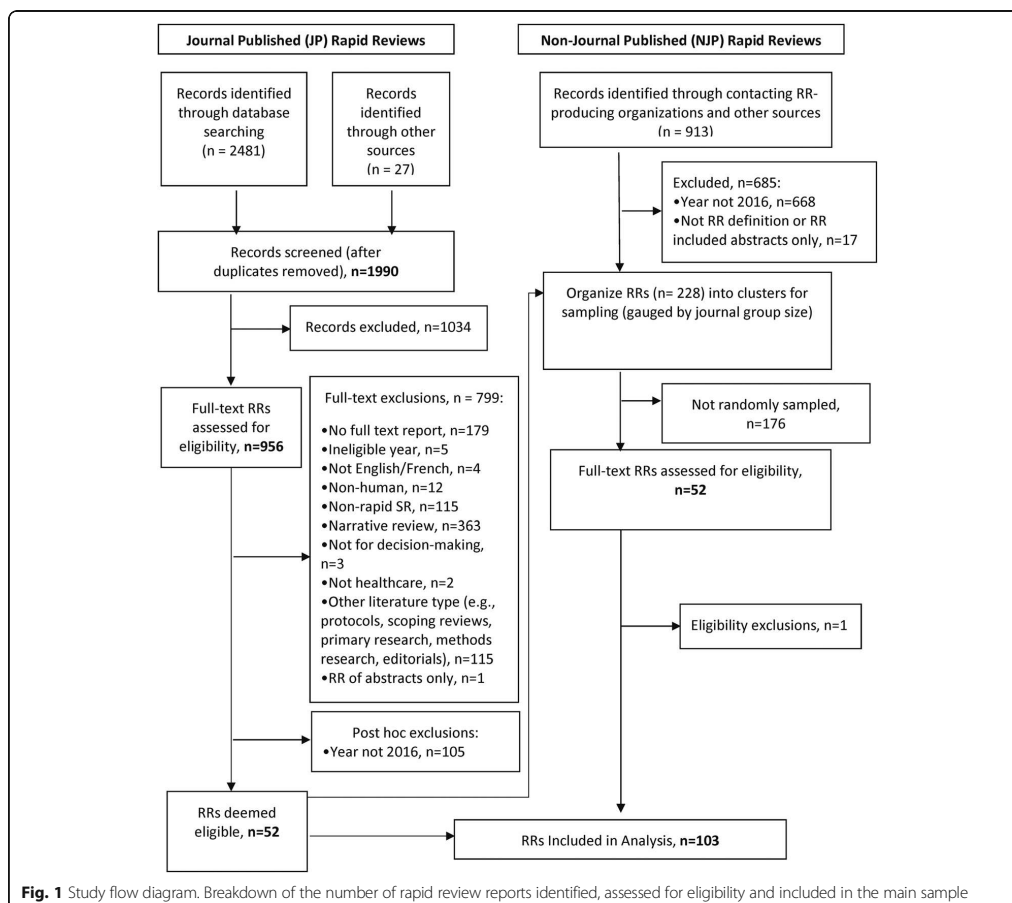 Journal Published (JP) Rapid Reviews
Records identified
through database
searching
(n = 2481)
Records
identified
through other
sources
(n = 27)
Records screened (after
duplicates removed), n=1990
Records excluded, n=1034
Full-text RRs
assessed for
eligibility, n=956
Full-text exclusions, n = 799:
•No full text report, n=179
•Ineligible year, n=5
•Not English/French, n=4
•Non-human, n=12
•Non-rapid SR, n=115
•Narrative review, n=363
•Not for decision-making,
n=3
•Not healthcare, n=2
•Other literature type (e.g.,
protocols, scoping reviews,
primary research, methods
research, editorials), n=115
•RR of abstracts only, n=1
Post hoc exclusions:
•Year not 2016, n=105
RRs deemed
eligible, n=52
Non-Journal Published (NJP) Rapid Reviews
Records identified through contacting RR-
producing organizations and other sources
(n = 913)
Excluded, n=685:
•Year not 2016, n=668
•Not RR definition or RR
included abstracts only, n=17
Organize RRs (n= 228) into clusters for
sampling (gauged by journal group size)
Not randomly sampled,
n=176
Full-text RRs assessed for eligibility,
n=52
Eligibility exclusions, n=1
RRs Included in Analysis, n=103
Fig. 1 Study flow diagram. Breakdown of the number of rapid review reports identified, assessed for eligibility and included in the main sample